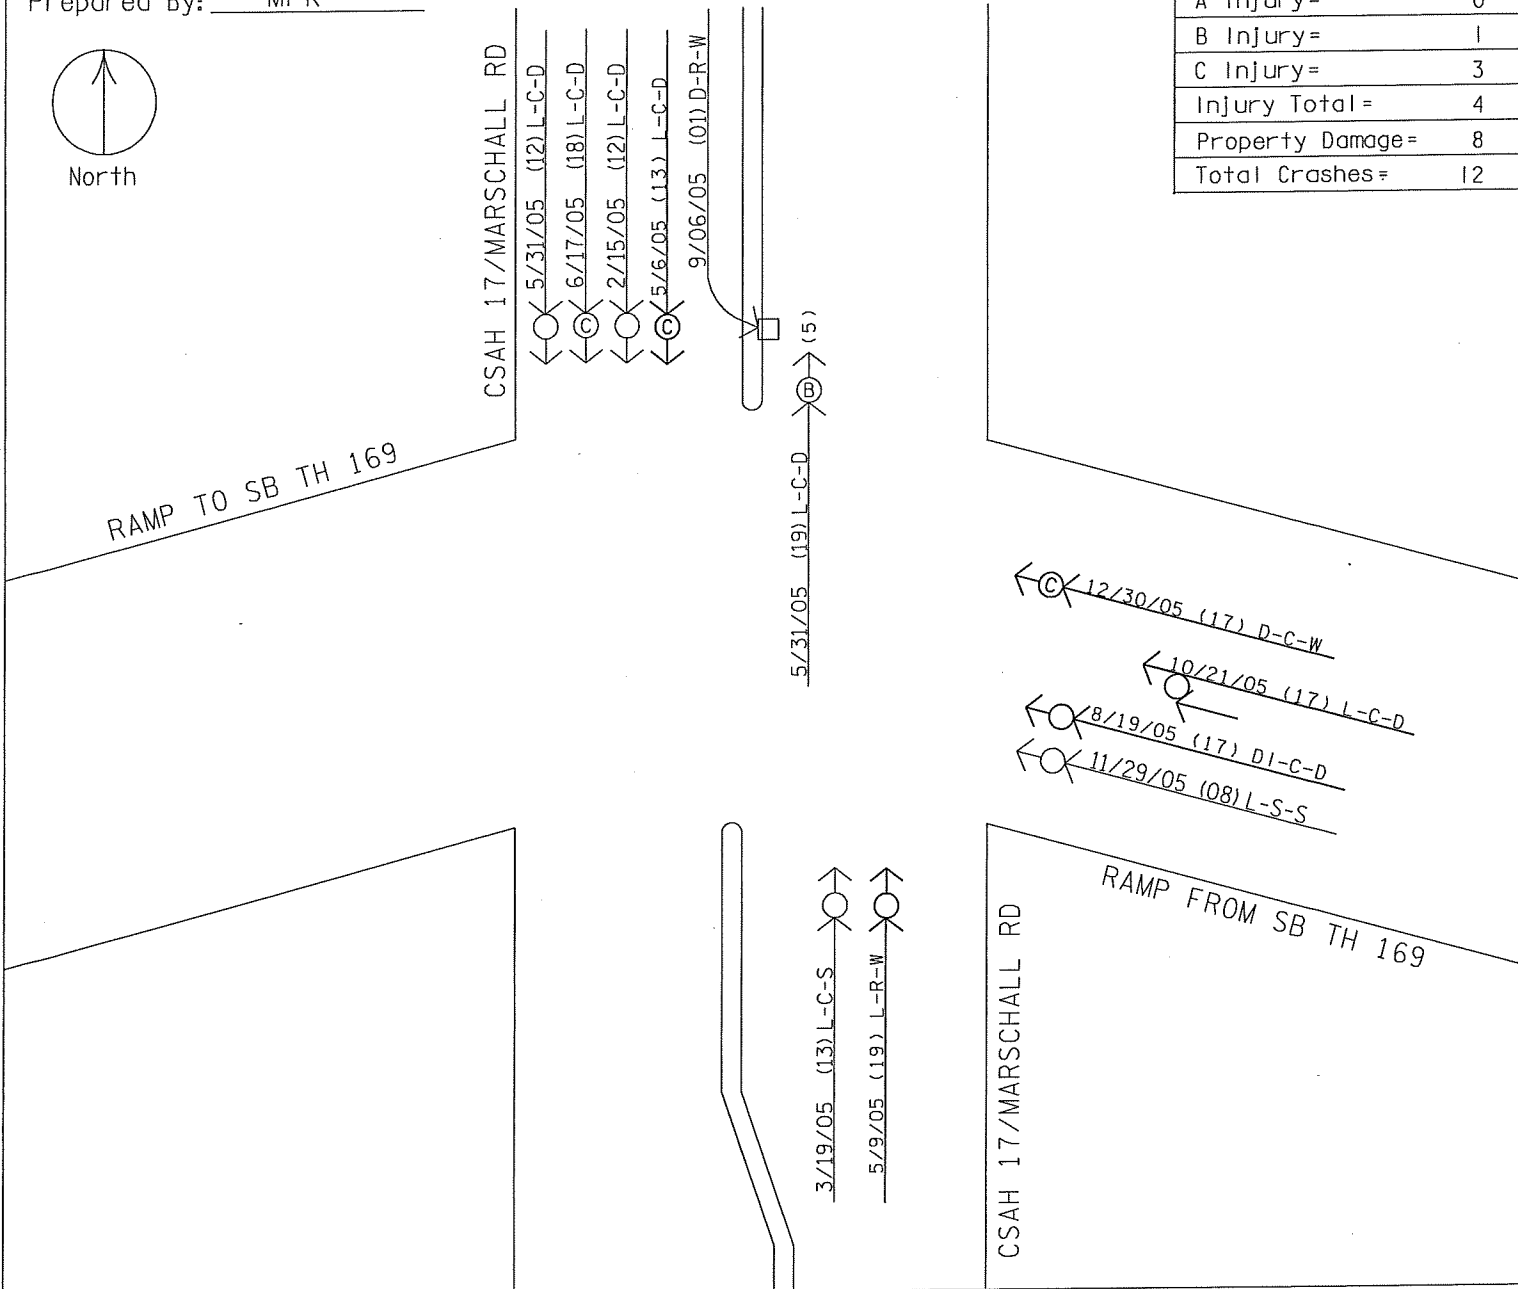 Prepared By: MPR
North
A Injury= 0
B Injury= 1
C Injury= 3
Injury Total= 4
Property Damage= 8
Total Crashes= 12
CSAH 17/MARSCHALL RD
5/31/05 (12) L-C-D
6/17/05 (18) L-C-D
2/15/05 (12) L-C-D
5/6/05 (13) L-C-D
9/06/05 (01) D-R-W
C
C
(5)
B
5/31/05 (19) L-C-D
RAMP TO SB TH 169
C
12/30/05 (17) D-C-W
10/21/05 (17) L-C-D
8/19/05 (17) DI-C-D
11/29/05 (08) L-S-S
RAMP FROM SB TH 169
3/19/05 (13) L-C-S
5/9/05 (19) L-R-W
CSAH 17/MARSCHALL RD